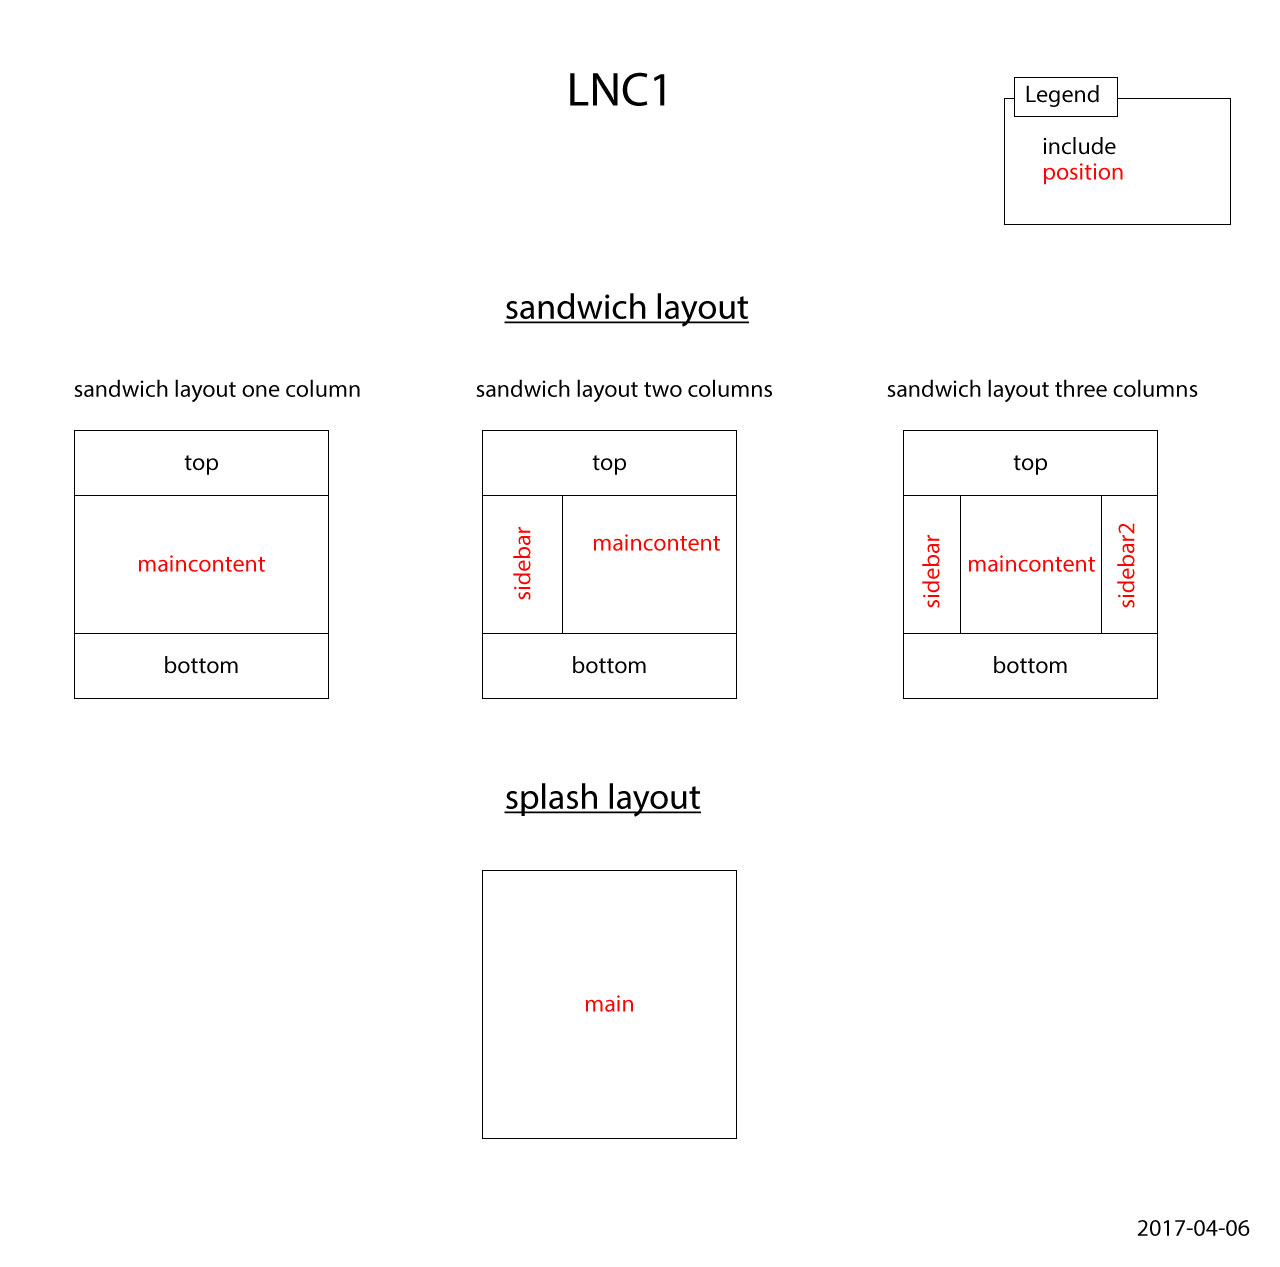 LNC1
Legend
include
position
sandwich layout
sandwich layout one column
top
maincontent
bottom
sandwich layout two columns
top
sidebar
maincontent
bottom
sandwich layout three columns
top
sidebar
maincontent
sidebar2
bottom
splash layout
main
2017-04-06